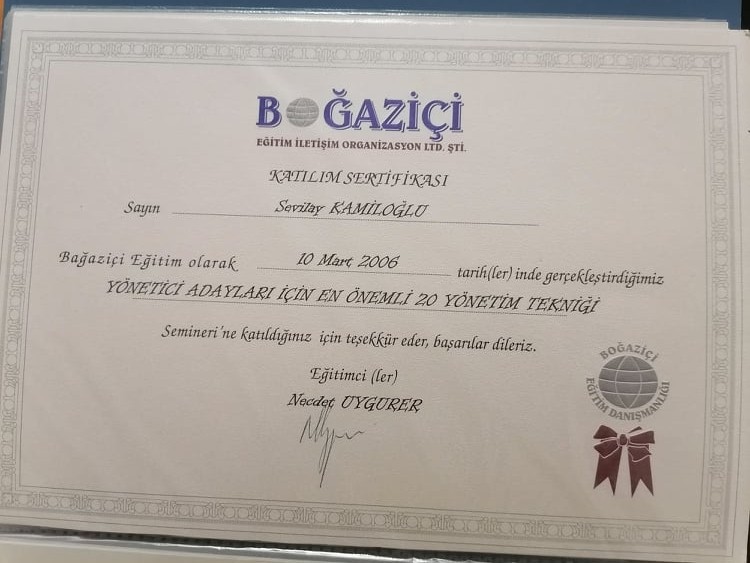 BOĞAZİÇİ
EĞİTİM İLETİŞİM ORGANİZASYON LTD. ŞTİ.
KATILIM SERTİFİKASI
Sayın Sevilay KAMİLOĞLU
Bağaziçi Eğitim olarak 10 Mart 2006 tarih(ler) inde gerçekleştirdiğimiz
YÖNETİCİ ADAYLARI İÇİN EN ÖNEMLİ 20 YÖNETİM TEKNİĞİ
Semineri'ne katıldığınız için teşekkür eder, başarılar dileriz.
Eğitimci (ler)
Necdet UYGURER
BOĞAZİÇİ
EĞİTİM DANIŞMANLIĞI